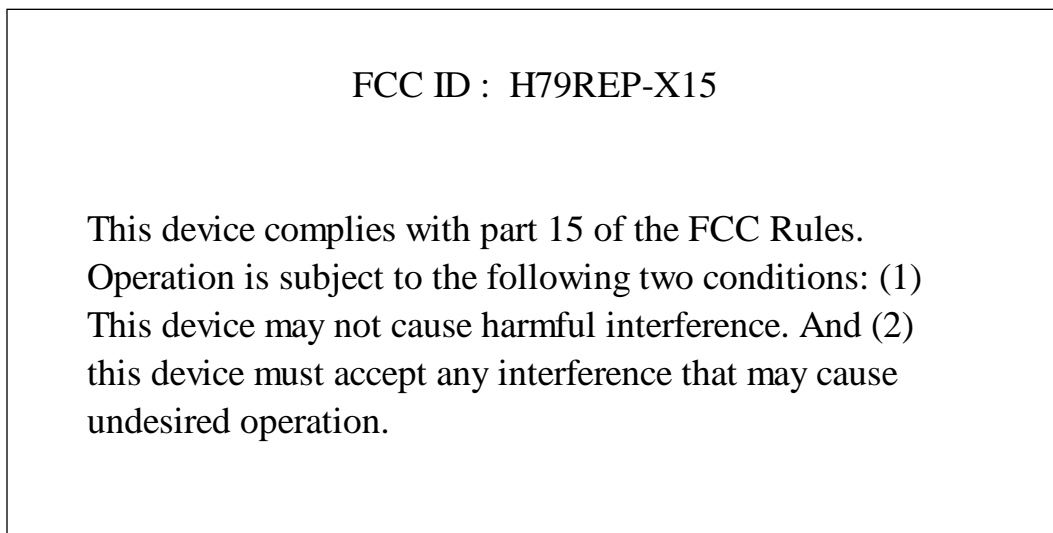 FCC ID :  H79REP-X15
This device complies with part 15 of the FCC Rules.
Operation is subject to the following two conditions: (1)
This device may not cause harmful interference. And (2)
this device must accept any interference that may cause
undesired operation.